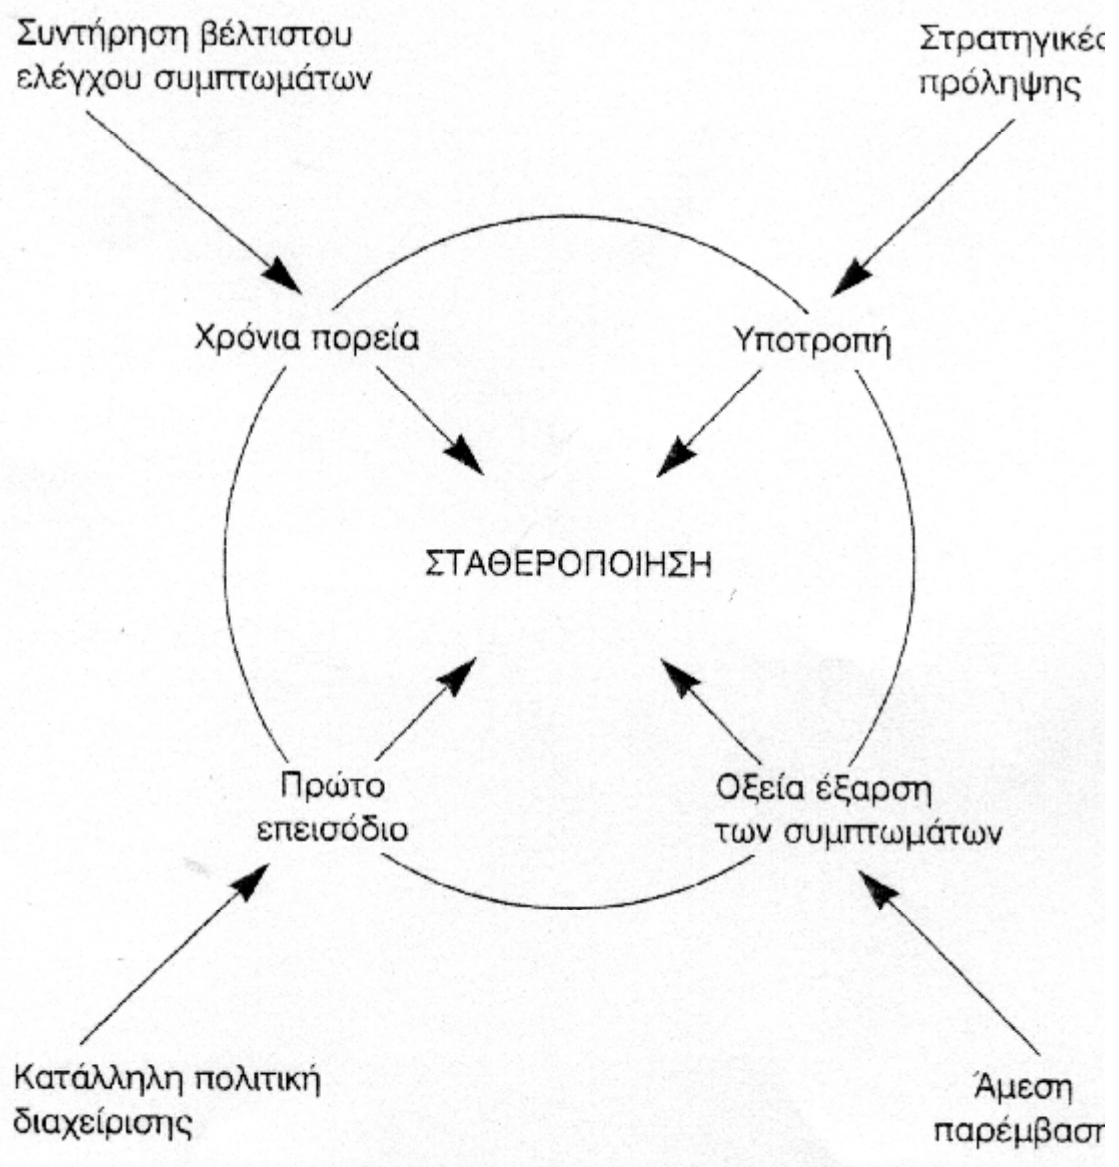 Συντήρηση βέλτιστου
ελέγχου συμπτωμάτων
Στρατηγικές
πρόληψης
Χρόνια πορεία
Υποτροπή
ΣΤΑΘΕΡΟΠΟΙΗΣΗ
Πρώτο
επεισόδιο
Οξεία έξαρση
των συμπτωμάτων
Κατάλληλη πολιτική
διαχείρισης
Άμεση
παρέμβαση